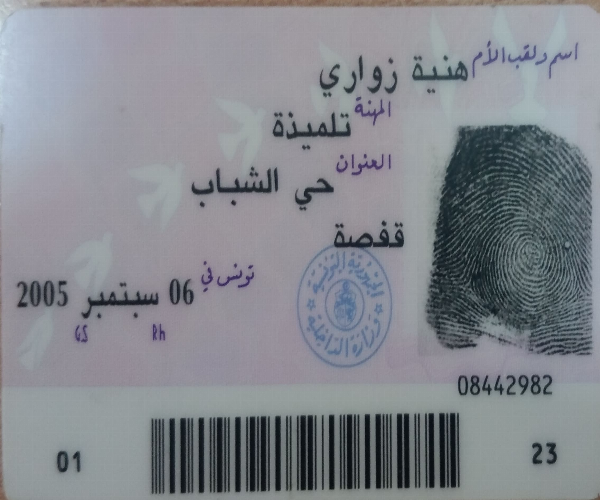 اسم ولقب الأم هنية زواري
المهنة تلميذة
العنوان حي الشباب
قفصة
تونس في 06 سبتمبر 2005
GS Rh
الجمهورية التونسية
وزارة الداخلية
08442982
01 23